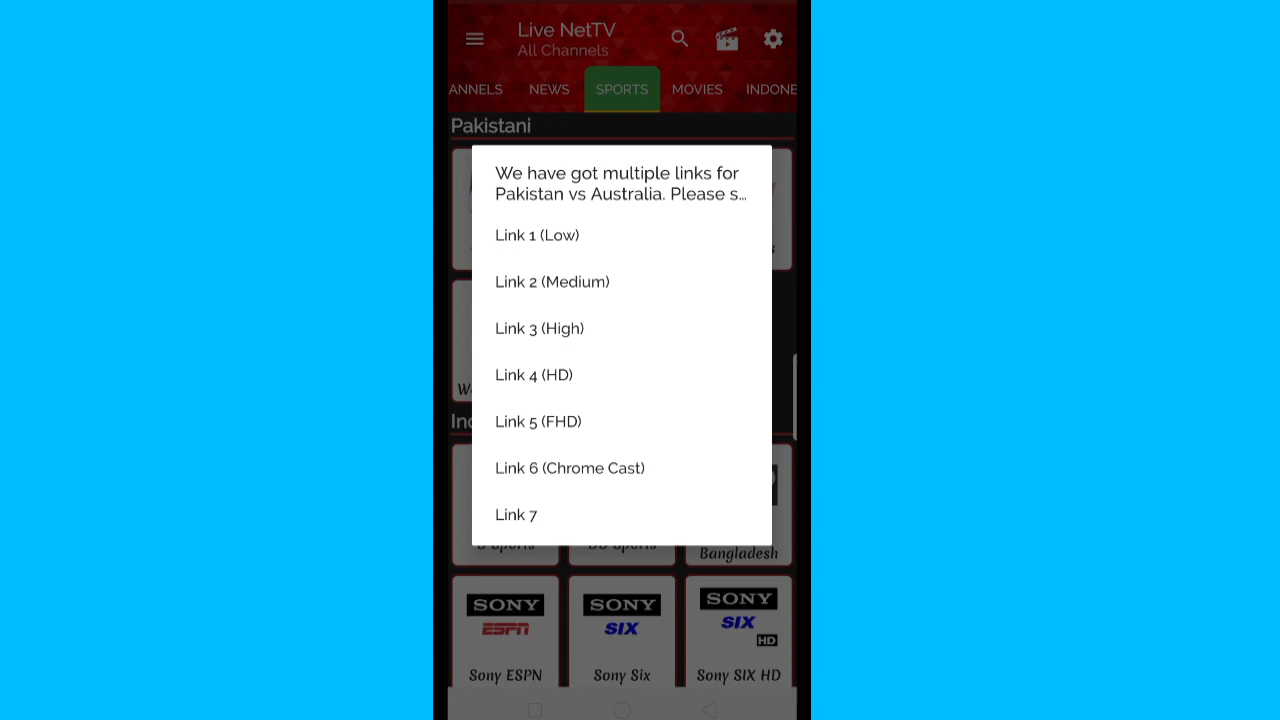 Live NetTV
All Channels
ANNELS NEWS SPORTS MOVIES INDONE
Pakistani
We have got multiple links for
Pakistan vs Australia. Please s...
Link 1 (Low)
Link 2 (Medium)
Link 3 (High)
Link 4 (HD)
Link 5 (FHD)
Link 6 (Chrome Cast)
Link 7
Bangladesh
SONY SONY SONY
ESPN SIX SIX
HD
Sony ESPN Sony Six Sony SIX HD